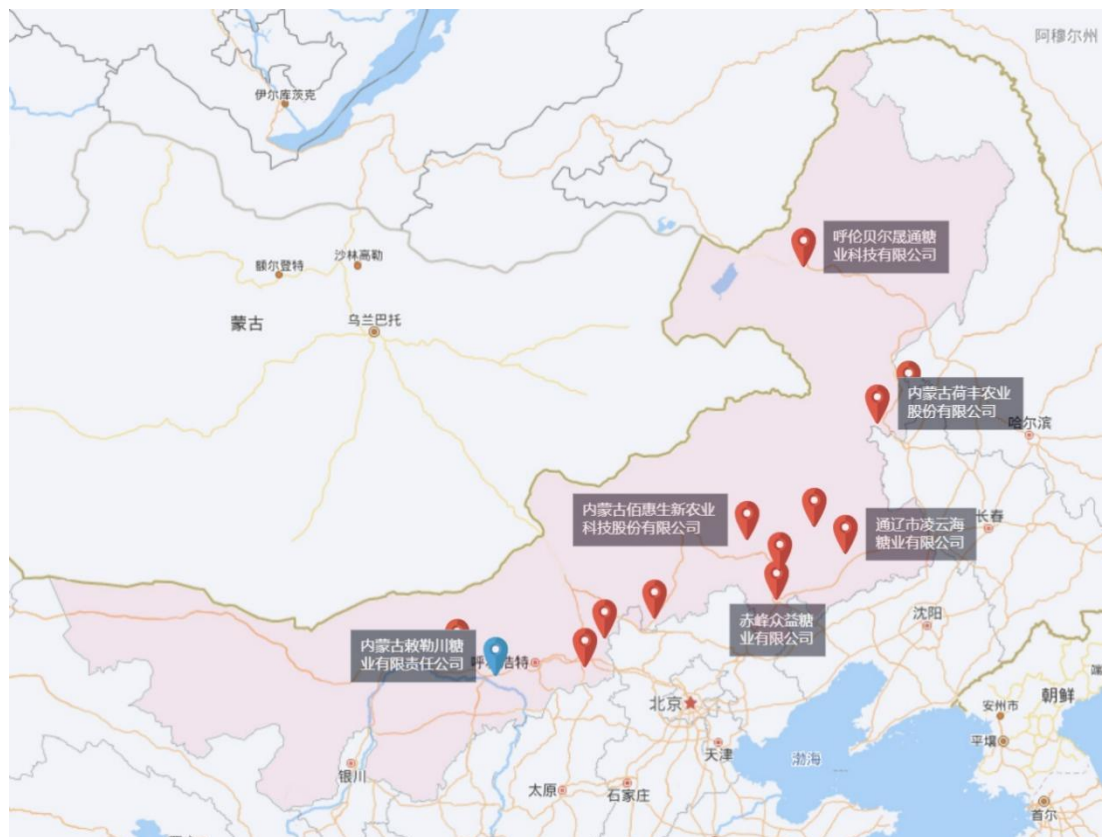 阿穆尔州
伊尔库茨克
呼伦贝尔晟通糖
业科技有限公司
沙林高勒
额尔登特
蒙古
乌兰巴托
内蒙古荷丰农业
股份有限公司
哈尔滨
内蒙古佰惠生新农业
科技股份有限公司
长春
通辽市凌云海
糖业有限公司
沈阳
赤峰众益糖
业有限公司
内蒙古敕勒川糖
业有限责任公司
呼和浩特
北京
朝鲜
安州市
平壤
天津
渤海
银川
太原
石家庄
首尔